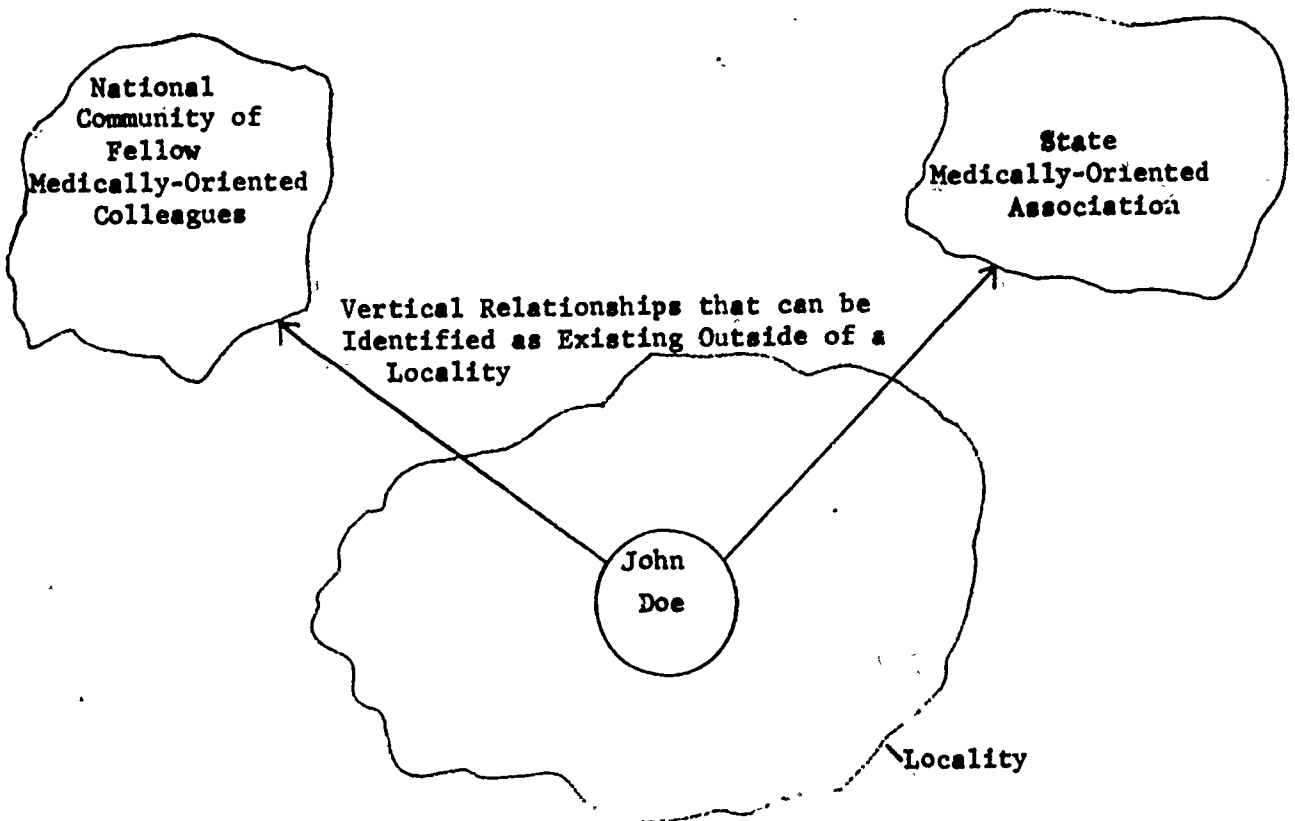 National
Community of
Fellow
Medically-Oriented
Colleagues
State
Medically-Oriented
Association
Vertical Relationships that can be
Identified as Existing Outside of a
Locality
John
Doe
Locality